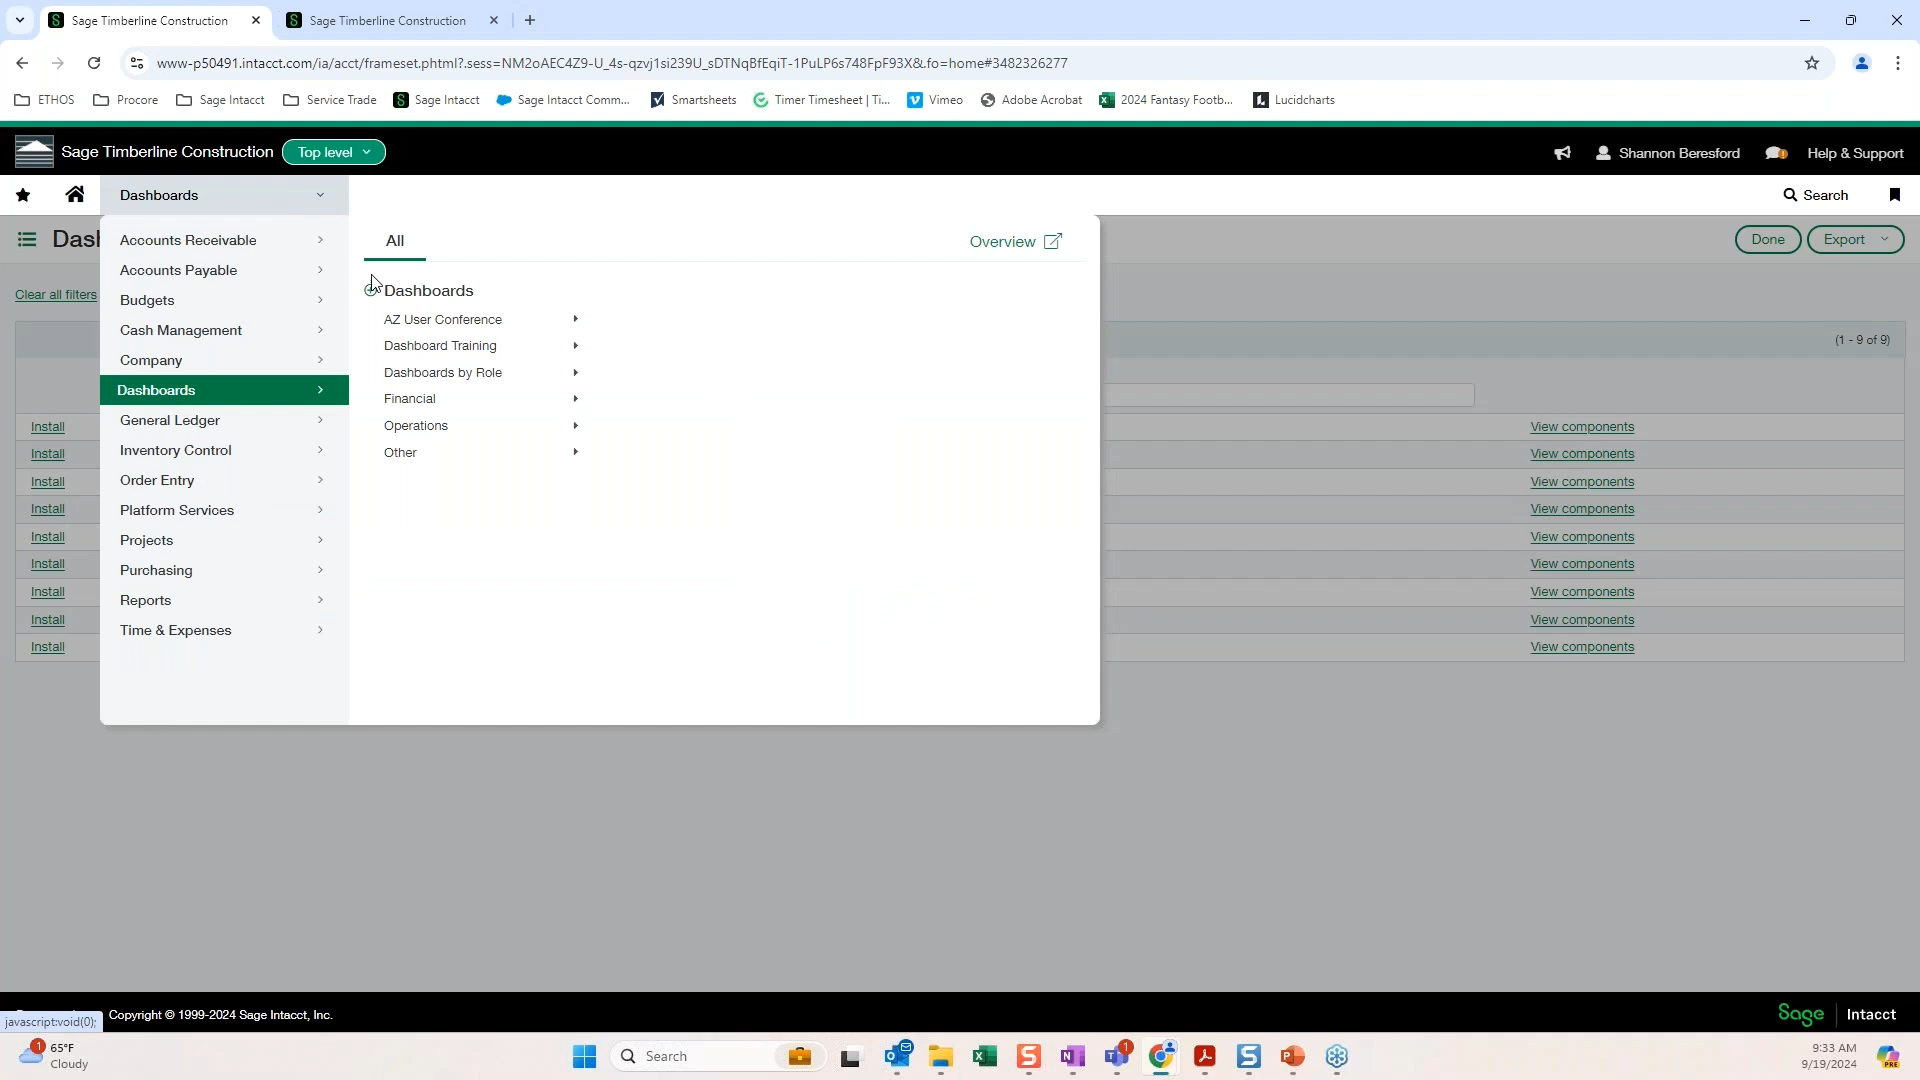 Sage Timberline Construction
Sage Timberline Construction
www-p50491.intacct.com/ia/acct/frameset.phtml?.sess=NM2oAEC4Z9-U_4s-qzvj1si239U_sDTNqBfEqiT-1PuLP6s748FpF93X&.fo=home#3482326277
ETHOS
Procore
Sage Intacct
Service Trade
Sage Intacct
Sage Intacct Comm...
Smartsheets
Timer Timesheet | Ti...
Vimeo
Adobe Acrobat
2024 Fantasy Footb...
Lucidcharts
Sage Timberline Construction
Top level
Shannon Beresford
Help & Support
Dashboards
Search
Das
Done
Export
Clear all filters
(1 - 9 of 9)
Accounts Receivable
Accounts Payable
Budgets
Cash Management
Company
Dashboards
General Ledger
Inventory Control
Order Entry
Platform Services
Projects
Purchasing
Reports
Time & Expenses
All
Overview
Dashboards
AZ User Conference
Dashboard Training
Dashboards by Role
Financial
Operations
Other
Install
View components
Install
View components
Install
View components
Install
View components
Install
View components
Install
View components
Install
View components
Install
View components
Install
View components
Copyright © 1999-2024 Sage Intacct, Inc.
Sage Intacct
javascript:void(0);
1
65°F
Cloudy
Search
1
9:33 AM
9/19/2024
PRE